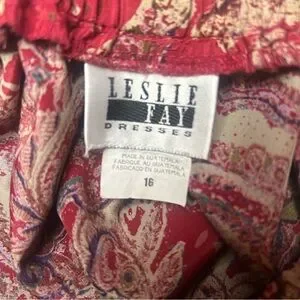 LESLIE
FAY
DRESSES
MADE IN GUATEMALA
FABRIQUE AU GUATEMALA
FABRICADO EN GUATEMALA
16